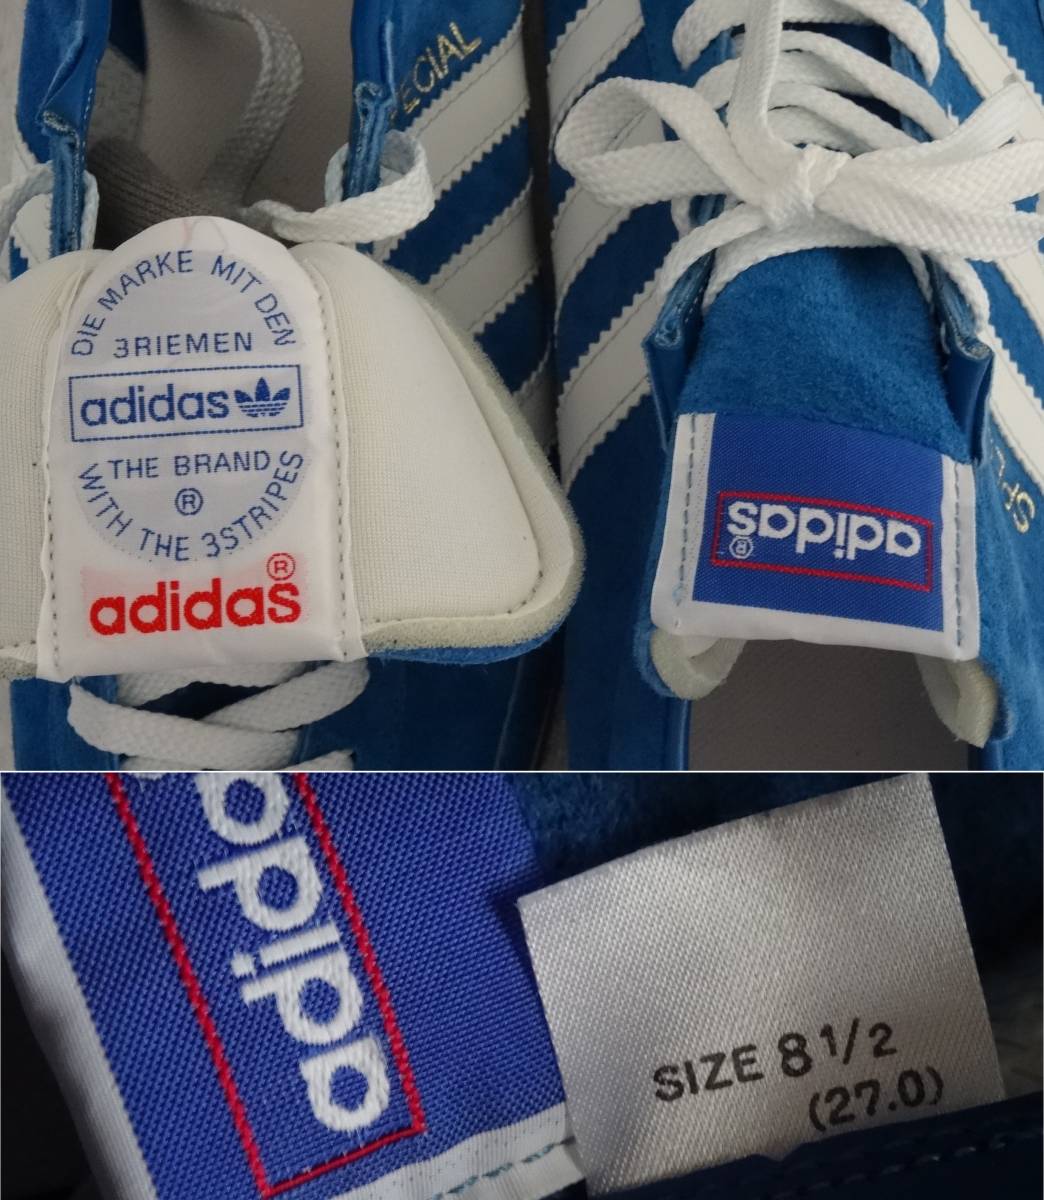 SPECIAL
DIE MARKE MIT DEN
3RIEMEN
adidas
THE BRAND
WITH THE 3STRIPES
®
adidas®
adidas®
adidas
SIZE 8 1/2
(27.0)